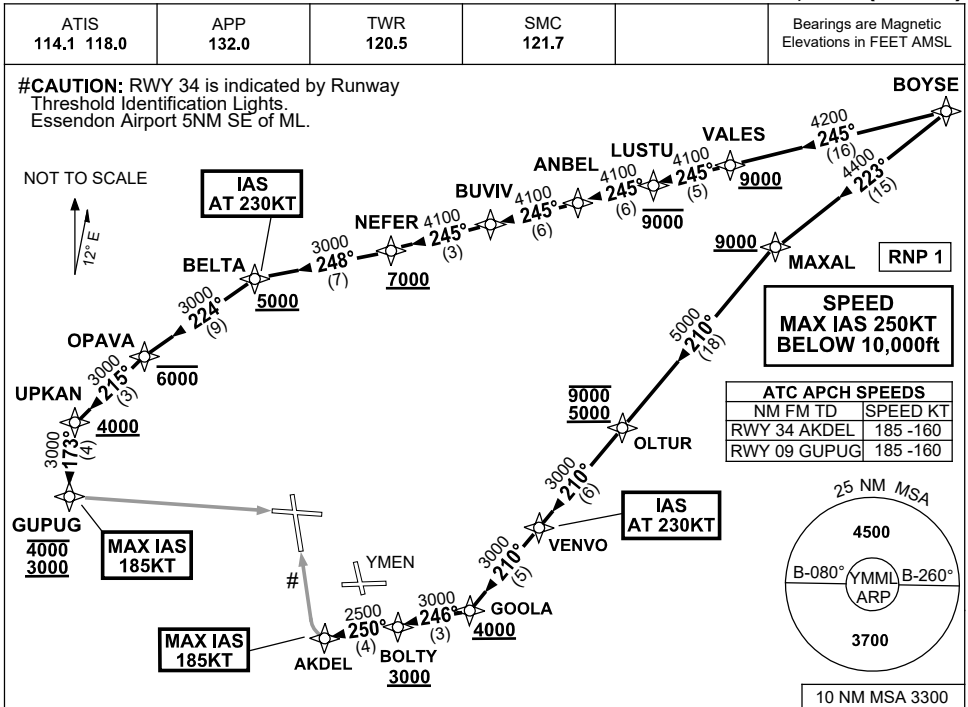 ATIS
114.1 118.0
APP
132.0
TWR
120.5
SMC
121.7
Bearings are Magnetic
Elevations in FEET AMSL
#CAUTION: RWY 34 is indicated by Runway
Threshold Identification Lights.
Essendon Airport 5NM SE of ML.
NOT TO SCALE
12° E
BOYSE
4200
245°
(16)
VALES
9000
4100
245°
(5)
LUSTU
9000
4100
245°
(6)
ANBEL
4100
245°
(6)
BUVIV
4100
245°
(3)
NEFER
7000
3000
248°
(7)
IAS
AT 230KT
BELTA
5000
3000
224°
(9)
OPAVA
6000
3000
215°
(3)
UPKAN
4000
3000
173°
(4)
GUPUG
4000
3000
MAX IAS
185KT
4400
223°
(15)
9000
MAXAL
RNP 1
SPEED
MAX IAS 250KT
BELOW 10,000ft
5000
210°
(18)
9000
5000
OLTUR
ATC APCH SPEEDS
NM FM TD SPEED KT
RWY 34 AKDEL 185 -160
RWY 09 GUPUG 185 -160
3000
210°
(6)
IAS
AT 230KT
VENVO
3000
210°
(5)
GOOLA
4000
3000
246°
(3)
BOLTY
3000
2500
250°
(4)
AKDEL
MAX IAS
185KT
#
YMEN
25 NM MSA
4500
B-080°
YMML
ARP
B-260°
3700
10 NM MSA 3300